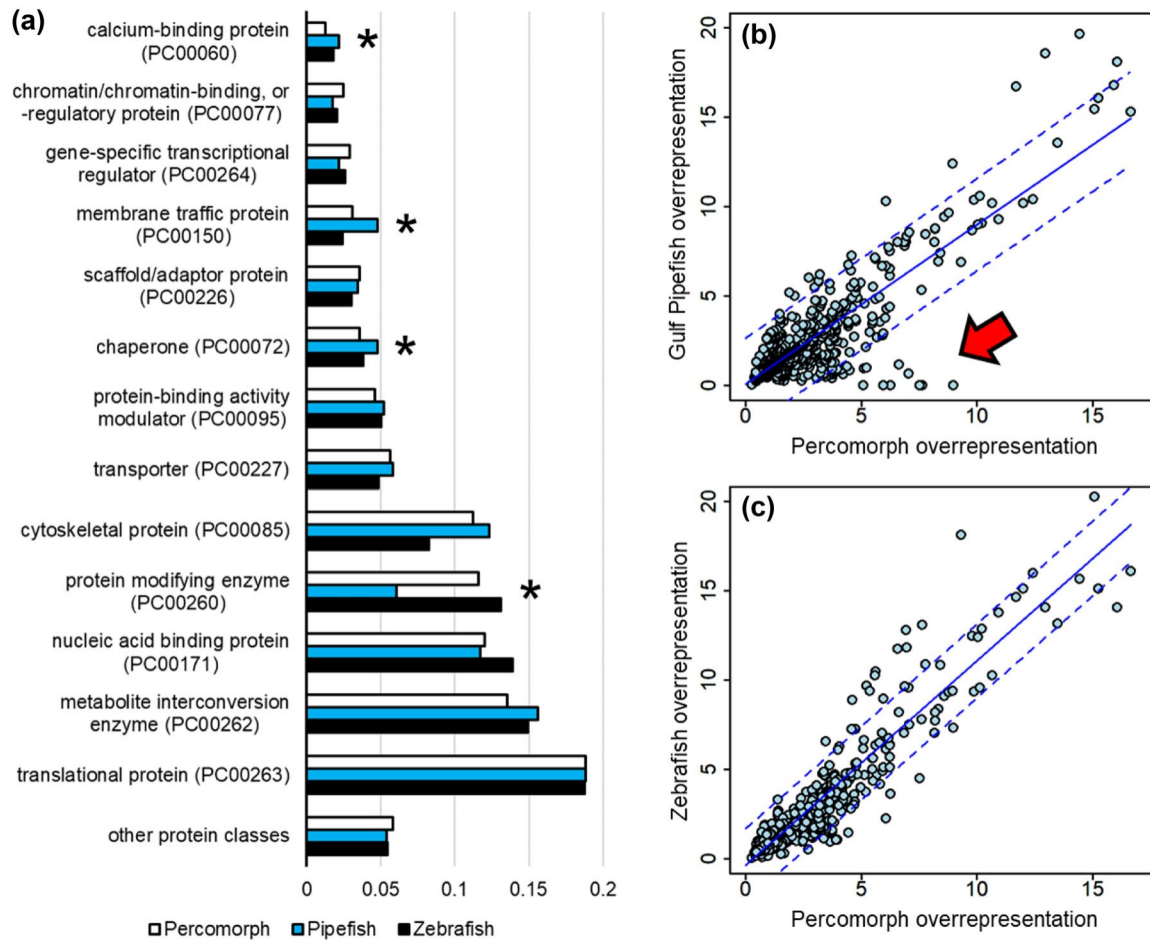 (a)
calcium-binding protein
(PC00060)
*
chromatin/chromatin-binding, or
-regulatory protein (PC00077)
gene-specific transcriptional
regulator (PC00264)
membrane traffic protein
(PC00150)
*
scaffold/adaptor protein
(PC00226)
chaperone (PC00072)
*
protein-binding activity
modulator (PC00095)
transporter (PC00227)
cytoskeletal protein (PC00085)
protein modifying enzyme
(PC00260)
*
nucleic acid binding protein
(PC00171)
metabolite interconversion
enzyme (PC00262)
translational protein (PC00263)
other protein classes
0 0.05 0.1 0.15 0.2
Percomorph Pipefish Zebrafish
(b)
Gulf Pipefish overrepresentation
20
15
10
5
0
0 5 10 15
Percomorph overrepresentation
(c)
Zebrafish overrepresentation
20
15
10
5
0
0 5 10 15
Percomorph overrepresentation